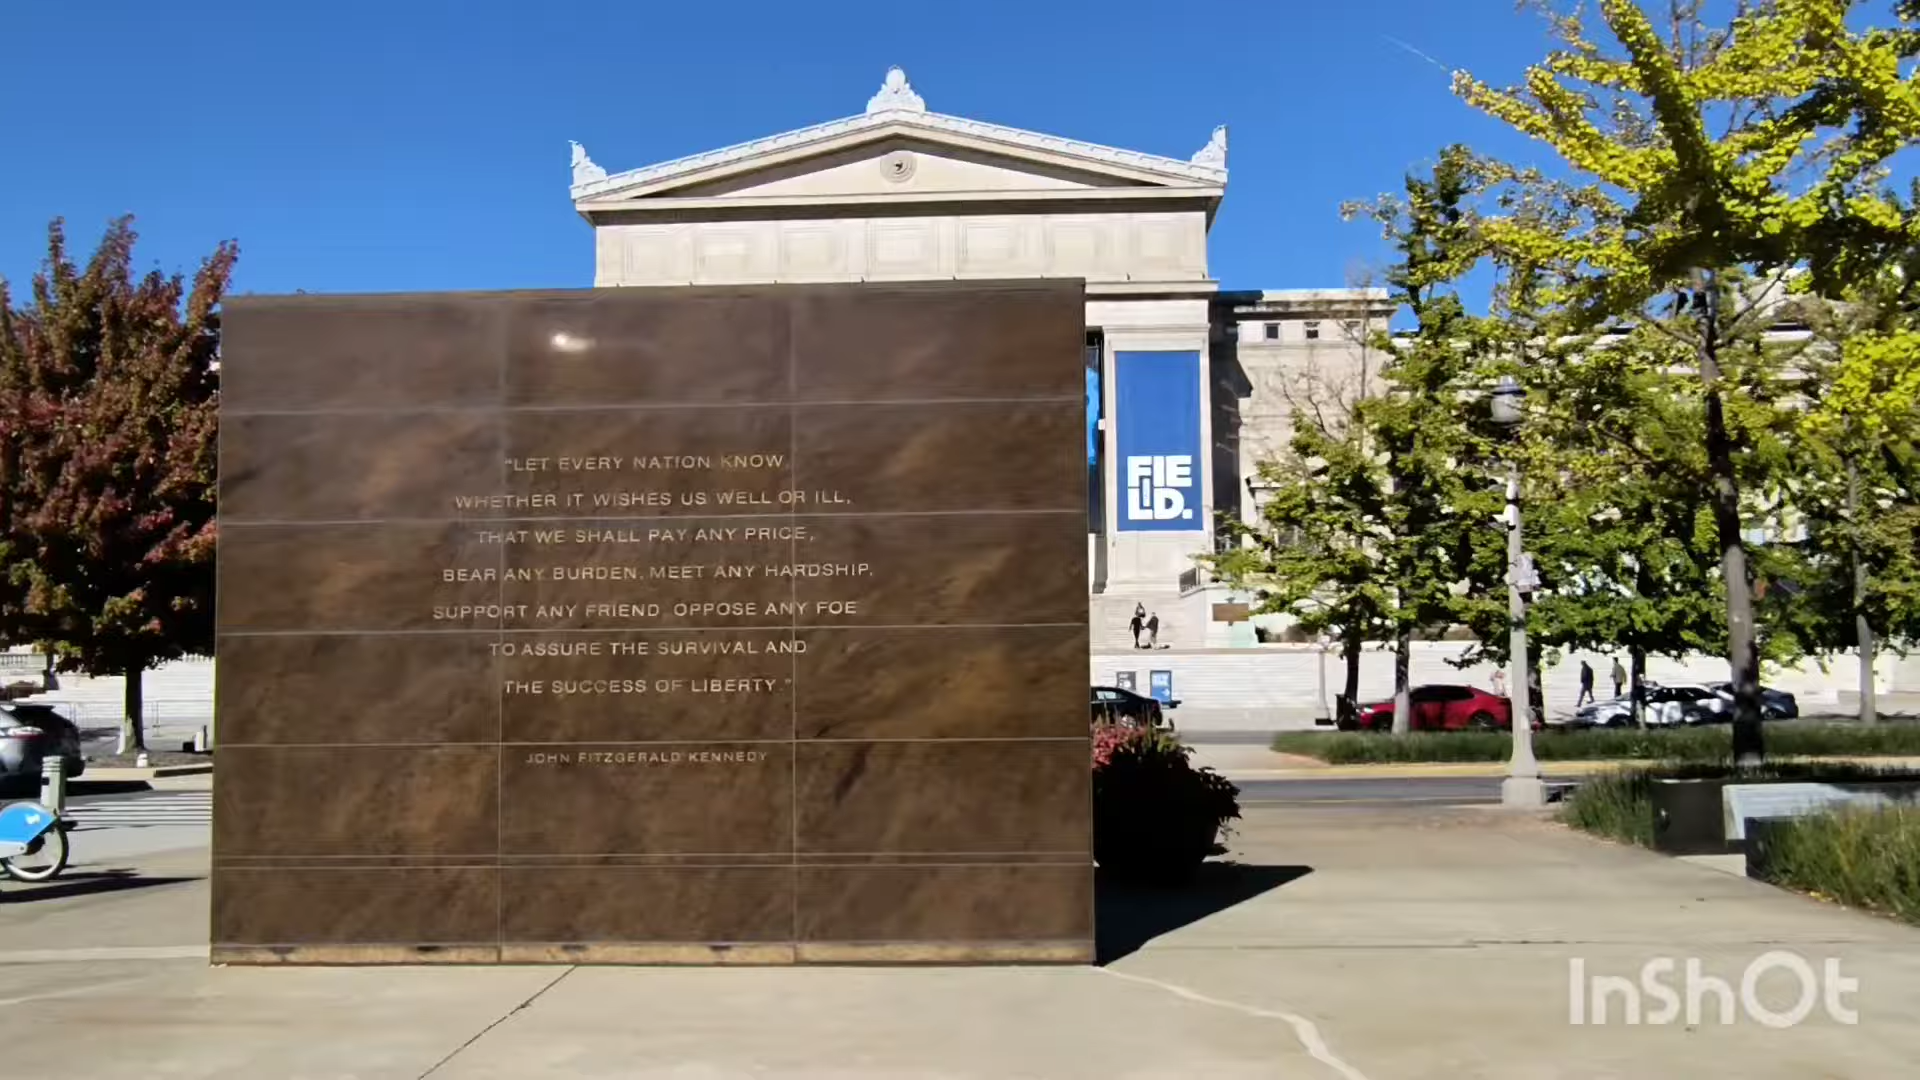 "LET EVERY NATION KNOW,
WHETHER IT WISHES US WELL OR ILL,
THAT WE SHALL PAY ANY PRICE,
BEAR ANY BURDEN, MEET ANY HARDSHIP,
SUPPORT ANY FRIEND, OPPOSE ANY FOE
TO ASSURE THE SURVIVAL AND
THE SUCCESS OF LIBERTY."
JOHN FITZGERALD KENNEDY
FIE
LD.
InShOt